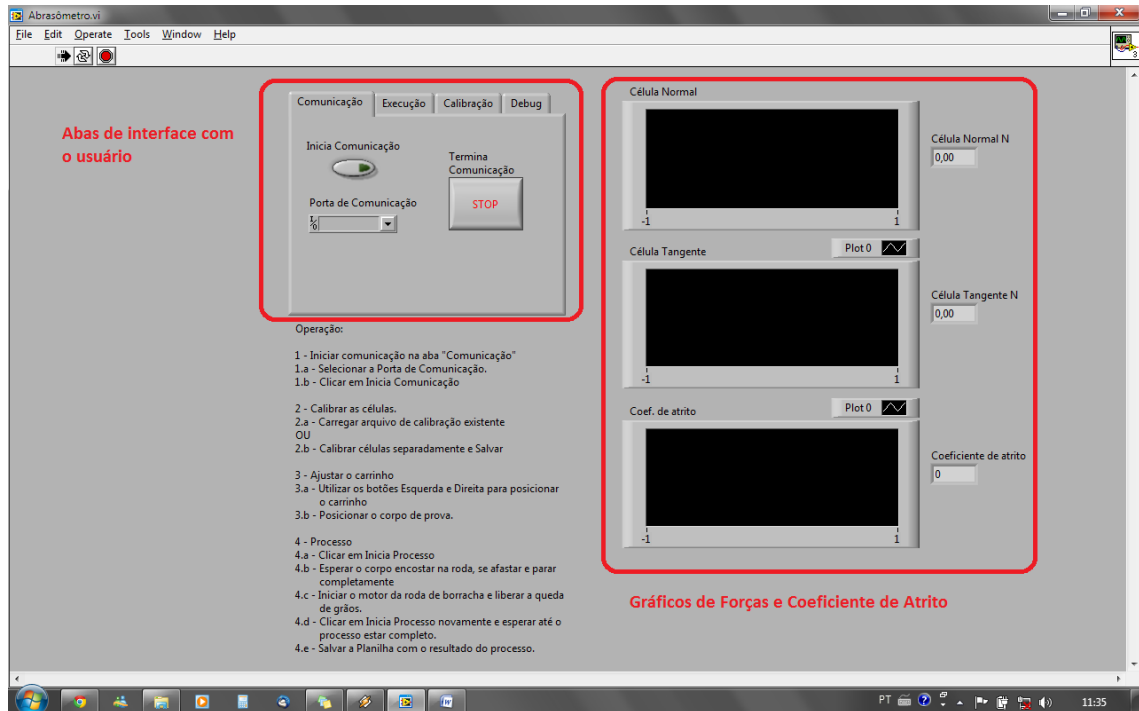 Abrasômetro.vi
File Edit Operate Tools Window Help
3
Abas de interface com
o usuário
Comunicação Execução Calibração Debug
Inicia Comunicação
Termina
Comunicação
STOP
Porta de Comunicação
I/O
Operação:
1 - Iniciar comunicação na aba "Comunicação"
1.a - Selecionar a Porta de Comunicação.
1.b - Clicar em Inicia Comunicação
2 - Calibrar as células.
2.a - Carregar arquivo de calibração existente
OU
2.b - Calibrar células separadamente e Salvar
3 - Ajustar o carrinho
3.a - Utilizar os botões Esquerda e Direita para posicionar
o carrinho
3.b - Posicionar o corpo de prova.
4 - Processo
4.a - Clicar em Inicia Processo
4.b - Esperar o corpo encostar na roda, se afastar e parar
completamente
4.c - Iniciar o motor da roda de borracha e liberar a queda
de grãos.
4.d - Clicar em Inicia Processo novamente e esperar até o
processo estar completo.
4.e - Salvar a Planilha com o resultado do processo.
Célula Normal
-1 1
Célula Normal N
0,00
Célula Tangente
Plot 0
-1 1
Célula Tangente N
0,00
Coef. de atrito
Plot 0
-1 1
Coeficiente de atrito
0
Gráficos de Forças e Coeficiente de Atrito
PT
11:35